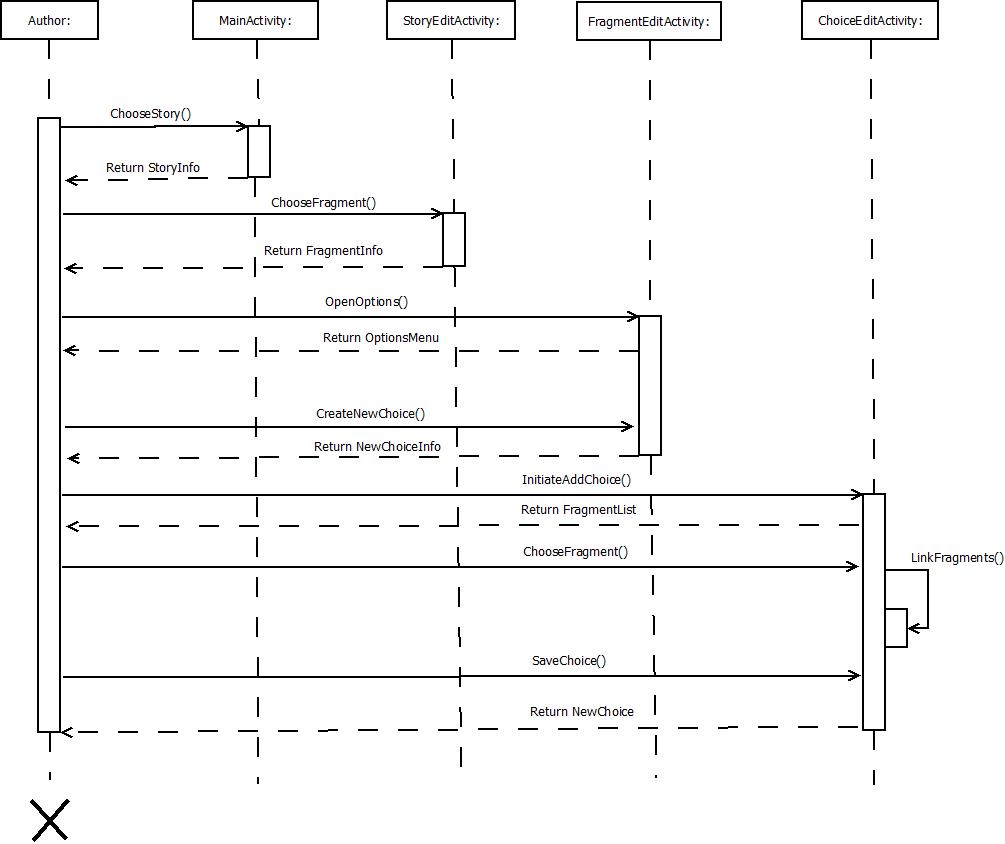 Author:
MainActivity:
StoryEditActivity:
FragmentEditActivity:
ChoiceEditActivity:
ChooseStory()
Return StoryInfo
ChooseFragment()
Return FragmentInfo
OpenOptions()
Return OptionsMenu
CreateNewChoice()
Return NewChoiceInfo
InitiateAddChoice()
Return FragmentList
ChooseFragment()
LinkFragments()
SaveChoice()
Return NewChoice